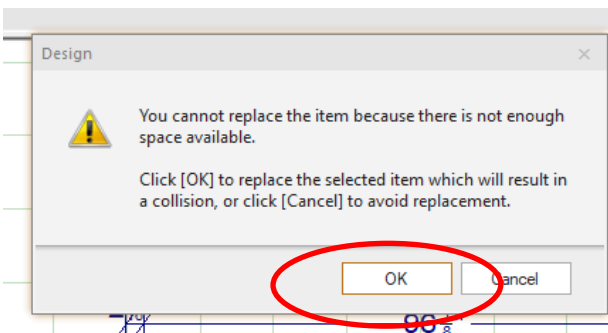 Design
You cannot replace the item because there is not enough
space available.
Click [OK] to replace the selected item which will result in
a collision, or click [Cancel] to avoid replacement.
OK
Cancel
96